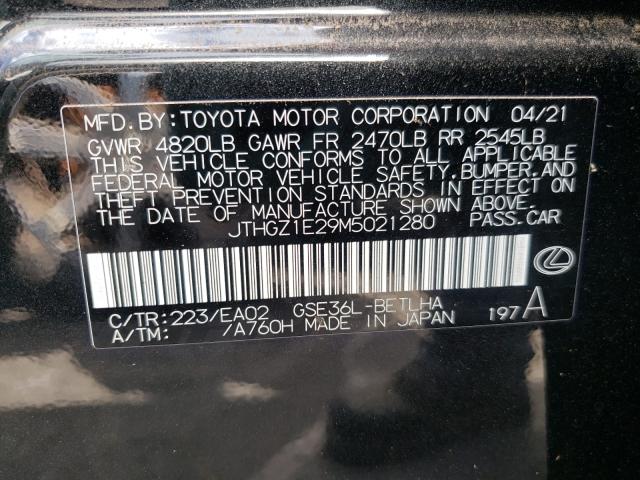 MFD. BY: TOYOTA MOTOR CORPORATION 04/21
GVWR 4820LB GAWR FR 2470LB RR 2545LB
THIS VEHICLE CONFORMS TO ALL APPLICABLE
FEDERAL MOTOR VEHICLE SAFETY, BUMPER, AND
THEFT PREVENTION STANDARDS IN EFFECT ON
THE DATE OF MANUFACTURE SHOWN ABOVE.
JTHGZ1E29M5021280 PASS.CAR
C/TR: 223/EA02 GSE36L-BETLHA
A/TM: /A760H MADE IN JAPAN 197A